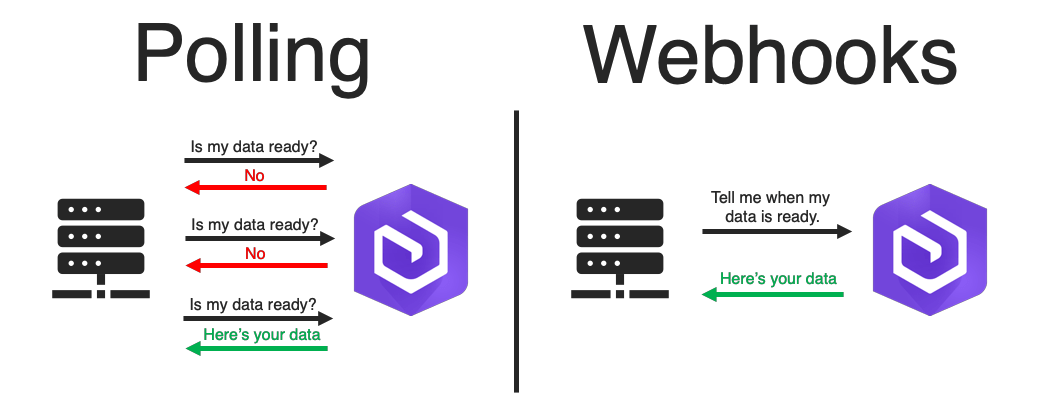 Polling
Is my data ready?
No
Is my data ready?
No
Is my data ready?
Here's your data
Webhooks
Tell me when my
data is ready.
Here's your data